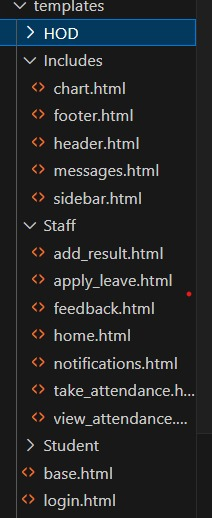 templates
HOD
Includes
chart.html
footer.html
header.html
messages.html
sidebar.html
Staff
add_result.html
apply_leave.html
feedback.html
home.html
notifications.html
take_attendance.h...
view_attendance....
Student
base.html
login.html